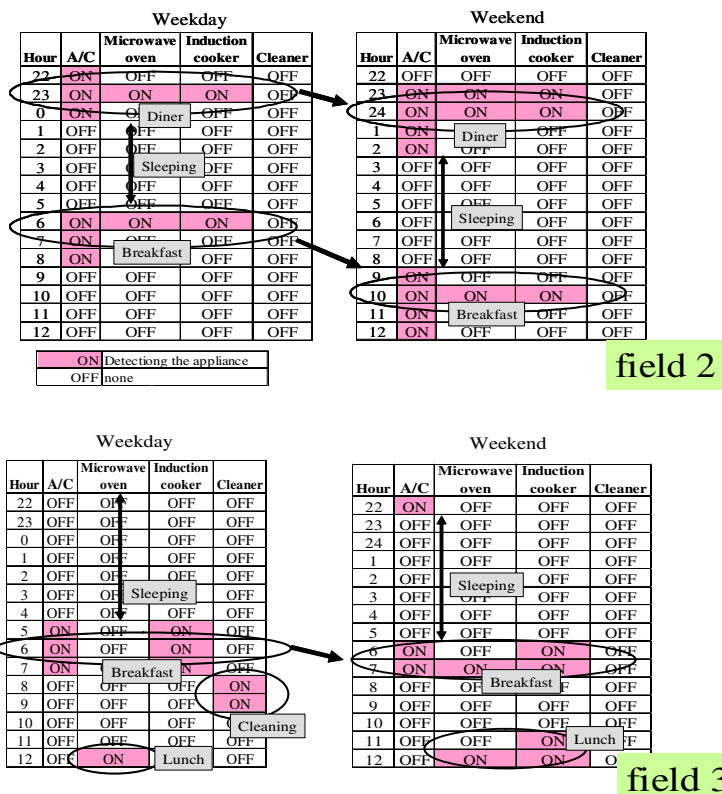 Weekday
Hour A/C Microwave oven Induction cooker Cleaner
22 ON OFF OFF OFF
23 ON ON ON OFF
0 ON Diner OFF OFF
1 OFF OFF OFF OFF
2 OFF OFF OFF OFF
3 OFF Sleeping OFF OFF
4 OFF OFF OFF OFF
5 OFF OFF OFF OFF
6 ON ON ON OFF
7 ON OFF OFF OFF
8 ON Breakfast OFF OFF
9 OFF OFF OFF OFF
10 OFF OFF OFF OFF
11 OFF OFF OFF OFF
12 OFF OFF OFF OFF
ON Detectiong the appliance
OFF none
Weekend
Hour A/C Microwave oven Induction cooker Cleaner
22 OFF OFF OFF OFF
23 ON ON ON OFF
24 ON ON ON OFF
1 ON Diner OFF OFF
2 ON OFF OFF OFF
3 OFF OFF OFF OFF
4 OFF OFF OFF OFF
5 OFF OFF OFF OFF
6 OFF Sleeping OFF OFF
7 OFF OFF OFF OFF
8 OFF OFF OFF OFF
9 ON OFF OFF OFF
10 ON ON ON OFF
11 ON Breakfast OFF OFF
12 ON OFF OFF OFF
field 2
Weekday
Hour A/C Microwave oven Induction cooker Cleaner
22 OFF OFF OFF OFF
23 OFF OFF OFF OFF
0 OFF OFF OFF OFF
1 OFF OFF OFF OFF
2 OFF OFF OFF OFF
3 OFF Sleeping OFF OFF
4 OFF OFF OFF OFF
5 ON OFF ON OFF
6 ON OFF ON OFF
7 ON Breakfast OFF
8 OFF OFF OFF ON
9 OFF OFF OFF ON
10 OFF OFF OFF Cleaning
11 OFF OFF OFF OFF
12 OFF ON Lunch OFF
Weekend
Hour A/C Microwave oven Induction cooker Cleaner
22 ON OFF OFF OFF
23 OFF OFF OFF OFF
24 OFF OFF OFF OFF
1 OFF OFF OFF OFF
2 OFF Sleeping OFF OFF
3 OFF OFF OFF OFF
4 OFF OFF OFF OFF
5 OFF OFF OFF OFF
6 ON OFF ON OFF
7 ON ON ON OFF
8 OFF Breakfast OFF
9 OFF OFF OFF OFF
10 OFF OFF OFF OFF
11 OFF OFF ON Lunch
12 OFF ON ON
field 3